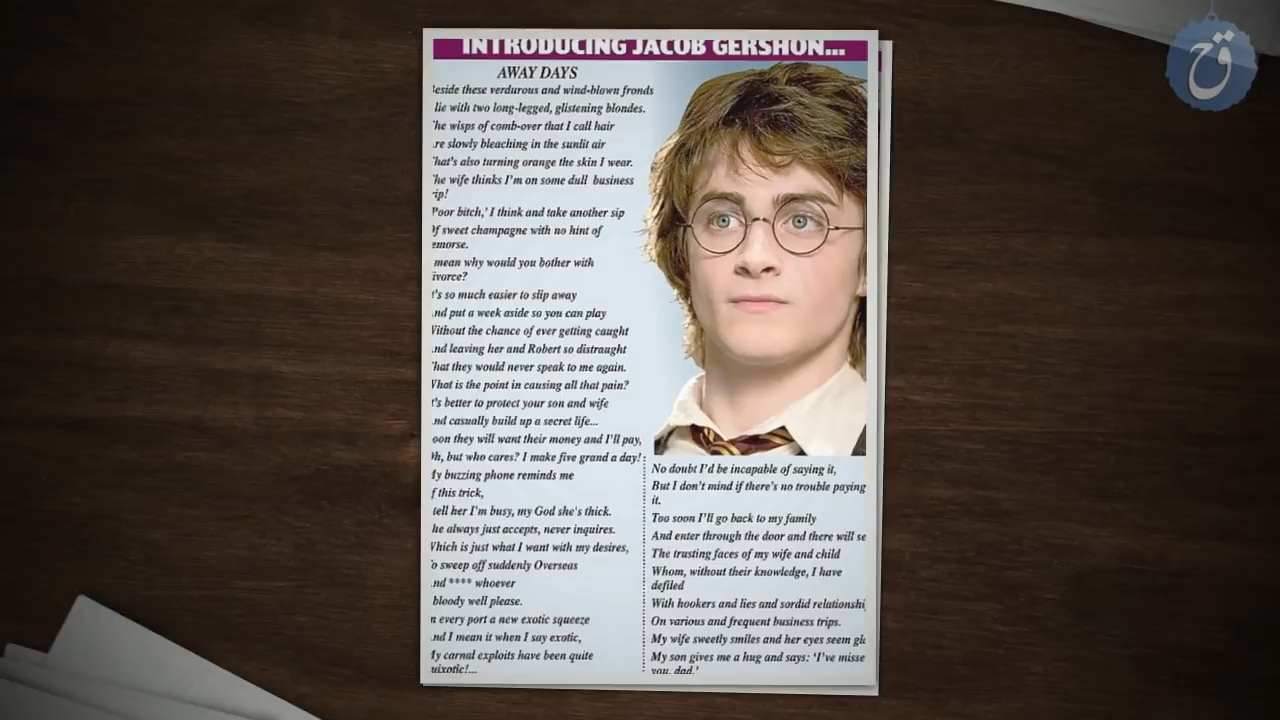 INTRODUCING JACOB GERSHON...
AWAY DAYS
eside these verdurous and wind-blown fronds
lie with two long-legged, glistening blondes.
he wisps of comb-over that I call hair
re slowly bleaching in the sunlit air
hat's also turning orange the skin I wear.
he wife thinks I'm on some dull business
ip!
Poor bitch,' I think and take another sip
Of sweet champagne with no hint of
emorse.
mean why would you bother with
ivorce?
t's so much easier to slip away
nd put a week aside so you can play
Without the chance of ever getting caught
nd leaving her and Robert so distraught
hat they would never speak to me again.
What is the point in causing all that pain?
t's better to protect your son and wife
nd casually build up a secret life...
oon they will want their money and I'll pay,
h, but who cares? I make five grand a day!
My buzzing phone reminds me
f this trick,
tell her I'm busy, my God she's thick.
he always just accepts, never inquires.
Which is just what I want with my desires,
o sweep off suddenly Overseas
nd **** whoever
bloody well please.
n every port a new exotic squeeze
nd I mean it when I say exotic,
My carnal exploits have been quite
uixotic!...
No doubt I'd be incapable of saying it,
But I don't mind if there's no trouble paying
it.
Too soon I'll go back to my family
And enter through the door and there will se
The trusting faces of my wife and child
Whom, without their knowledge, I have
defiled
With hookers and lies and sordid relationshi
On various and frequent business trips.
My wife sweetly smiles and her eyes seem gl
My son gives me a hug and says: 'I've misse
you, dad.'